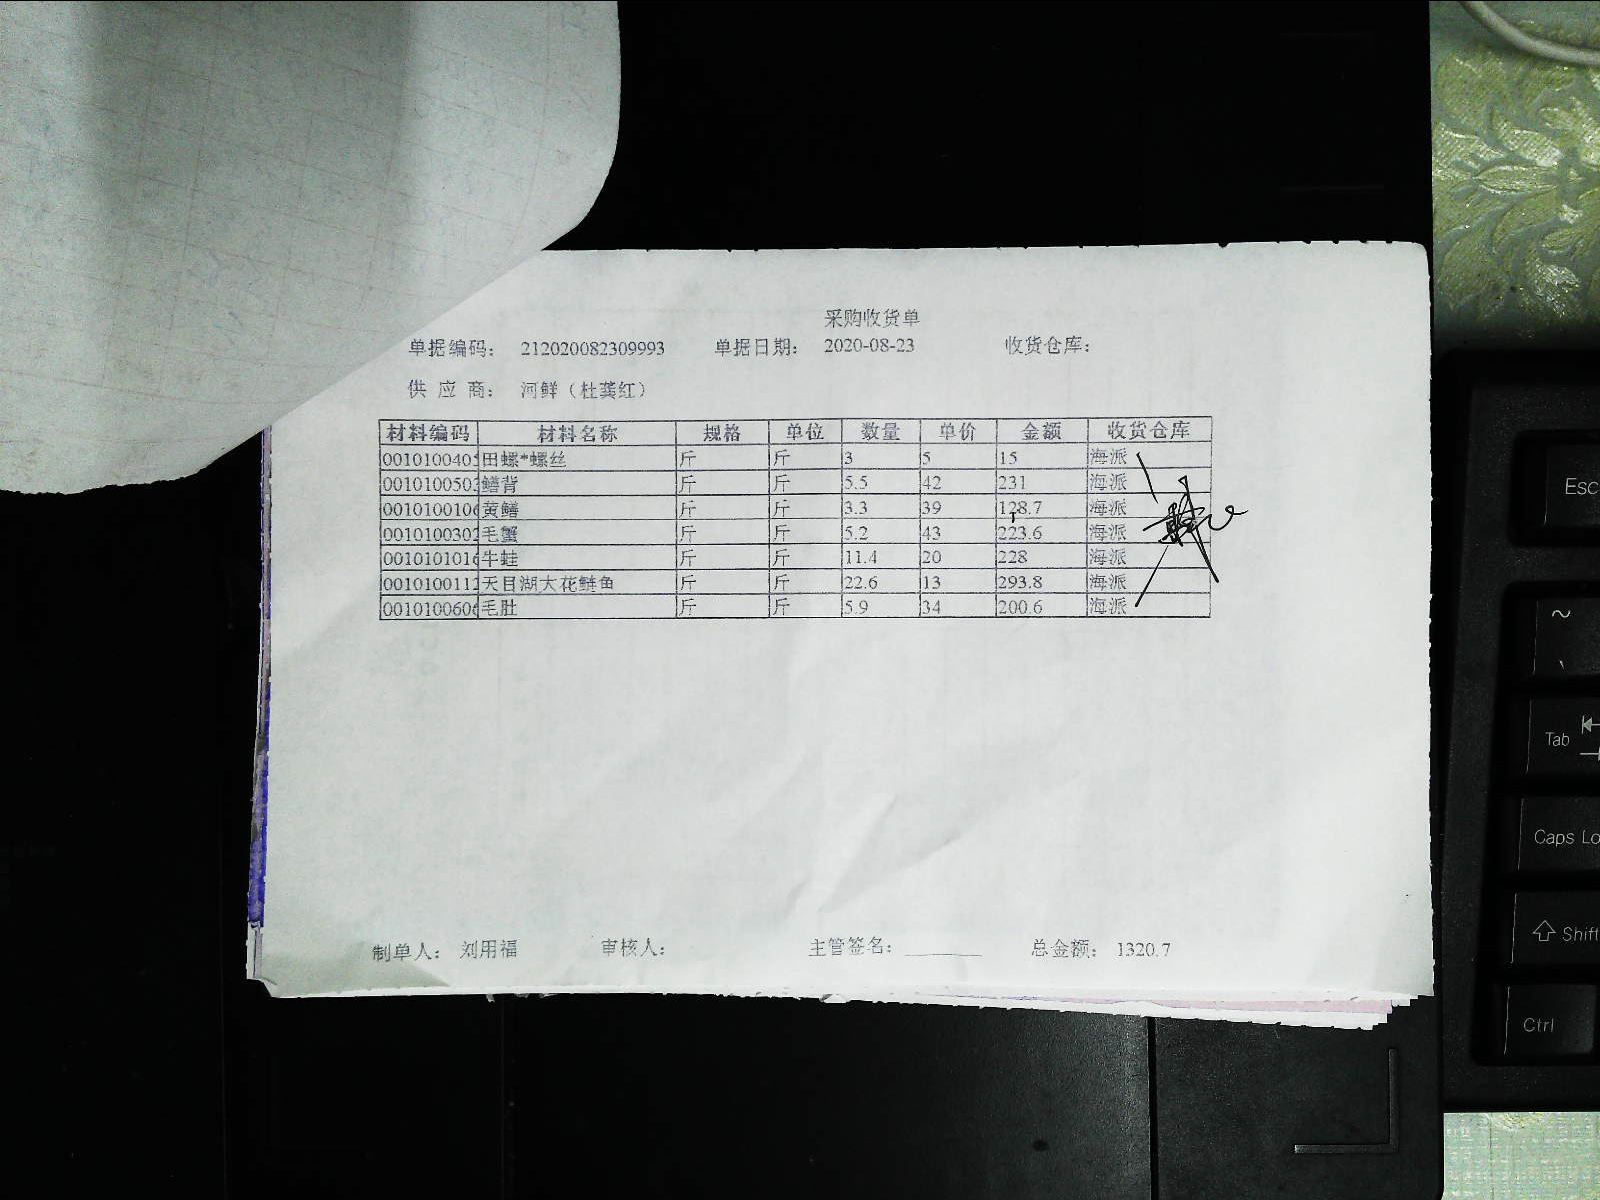 采购收货单
单据编码： 212020082309993 单据日期： 2020-08-23 收货仓库：
供 应 商： 河鲜（杜龚红）
材料编码 材料名称 规格 单位 数量 单价 金额 收货仓库
001010040 田螺*螺丝 斤 斤 3 5 15 海派
001010050 鳝背 斤 斤 5.5 42 231 海派
001010010 黄鳝 斤 斤 3.3 39 128.7 海派
001010030 毛蟹 斤 斤 5.2 43 223.6 海派
001010101 牛蛙 斤 斤 11.4 20 228 海派
001010011 天目湖大花鲢鱼 斤 斤 22.6 13 293.8 海派
001010060 毛肚 斤 斤 5.9 34 200.6 海派
制单人： 刘用福 审核人： 主管签名： 总金额： 1320.7
Esc
~
Tab
Caps Lo
Shift
Ctrl